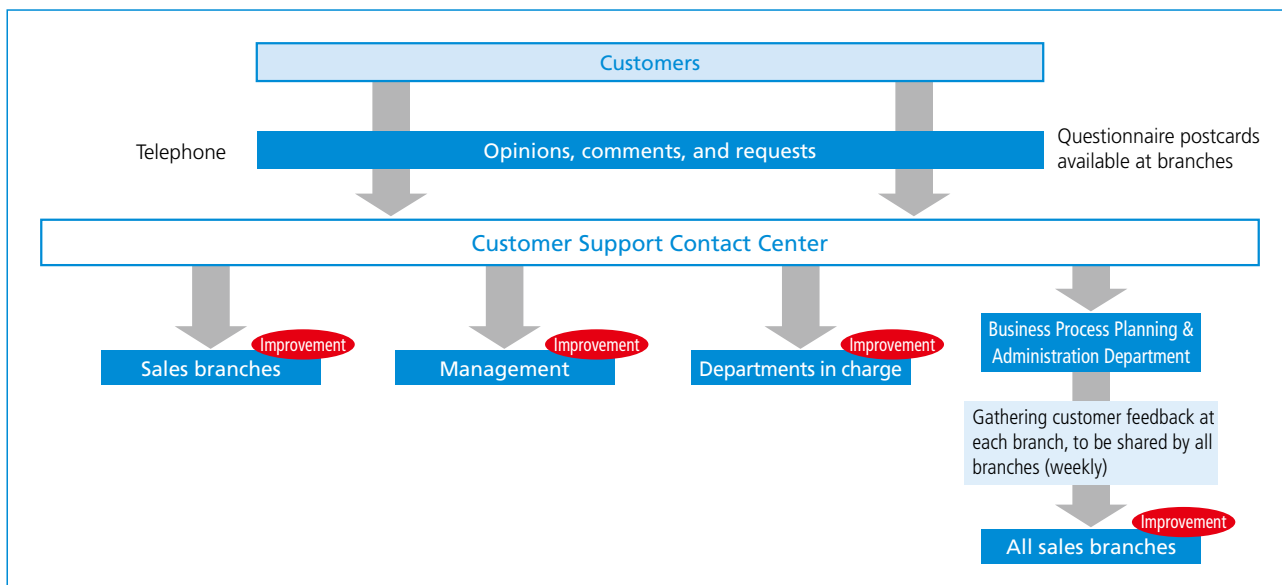 Customers
Telephone
Opinions, comments, and requests
Questionnaire postcards
available at branches
Customer Support Contact Center
Improvement
Sales branches
Improvement
Management
Improvement
Departments in charge
Business Process Planning &
Administration Department
Gathering customer feedback at
each branch, to be shared by all
branches (weekly)
Improvement
All sales branches